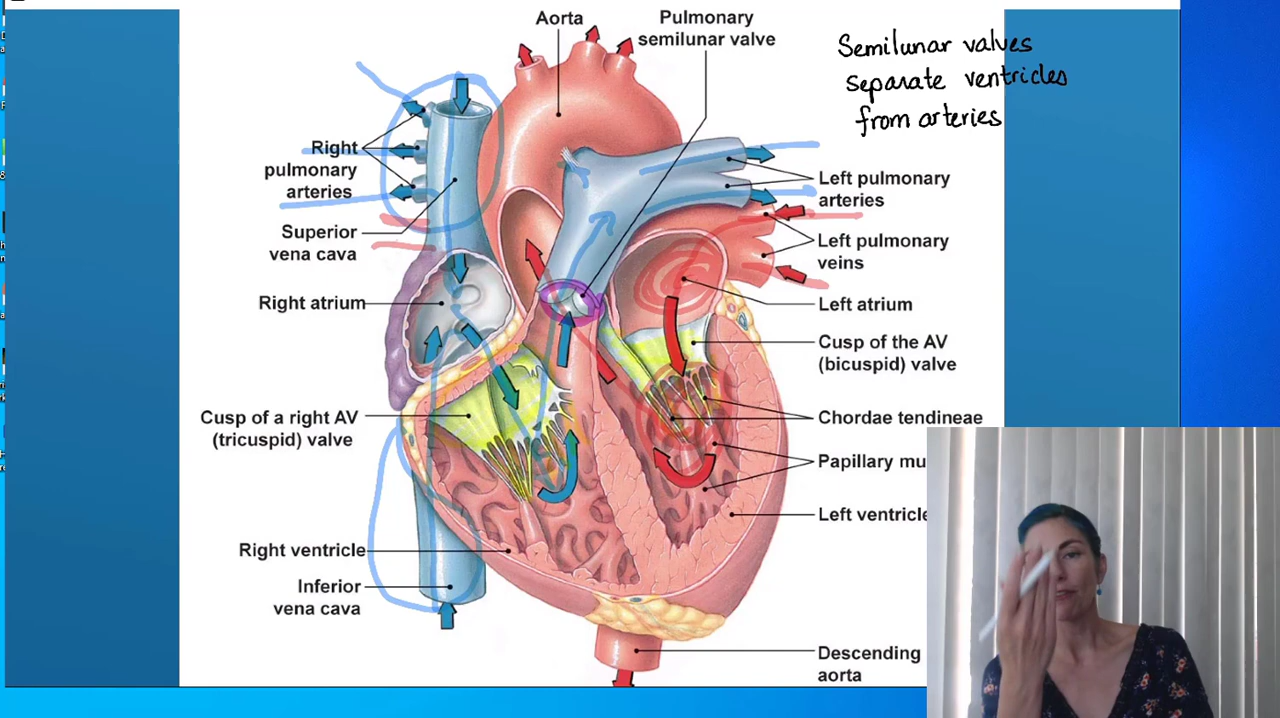 Aorta
Pulmonary
semilunar valve
Semilunar valves
separate ventricles
from arteries
Right
pulmonary
arteries
Left pulmonary
arteries
Superior
vena cava
Left pulmonary
veins
Right atrium
Left atrium
Cusp of the AV
(bicuspid) valve
Cusp of a right AV
(tricuspid) valve
Chordae tendineae
Papillary mu
Left ventricle
Right ventricle
Inferior
vena cava
Descending
aorta